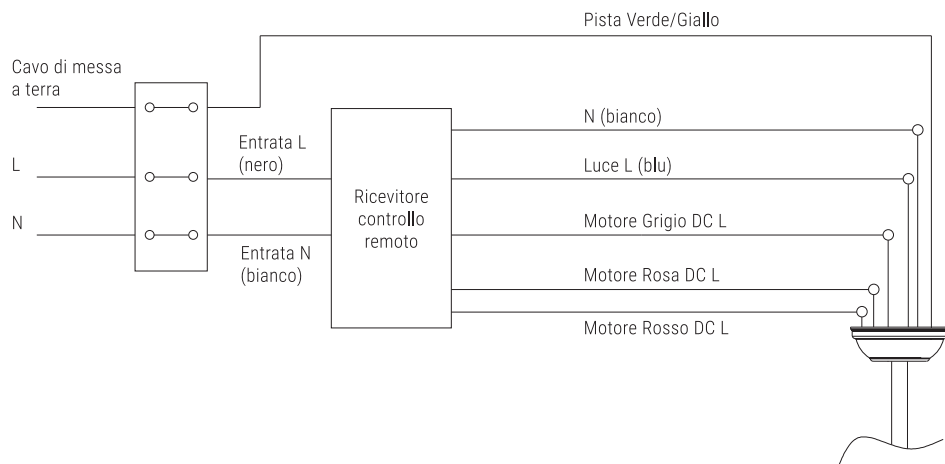 Pista Verde/Giallo
Cavo di messa
a terra
N (bianco)
Entrata L
(nero)
L
Luce L (blu)
Ricevitore
controllo
remoto
N
Motore Grigio DC L
Entrata N
(bianco)
Motore Rosa DC L
Motore Rosso DC L